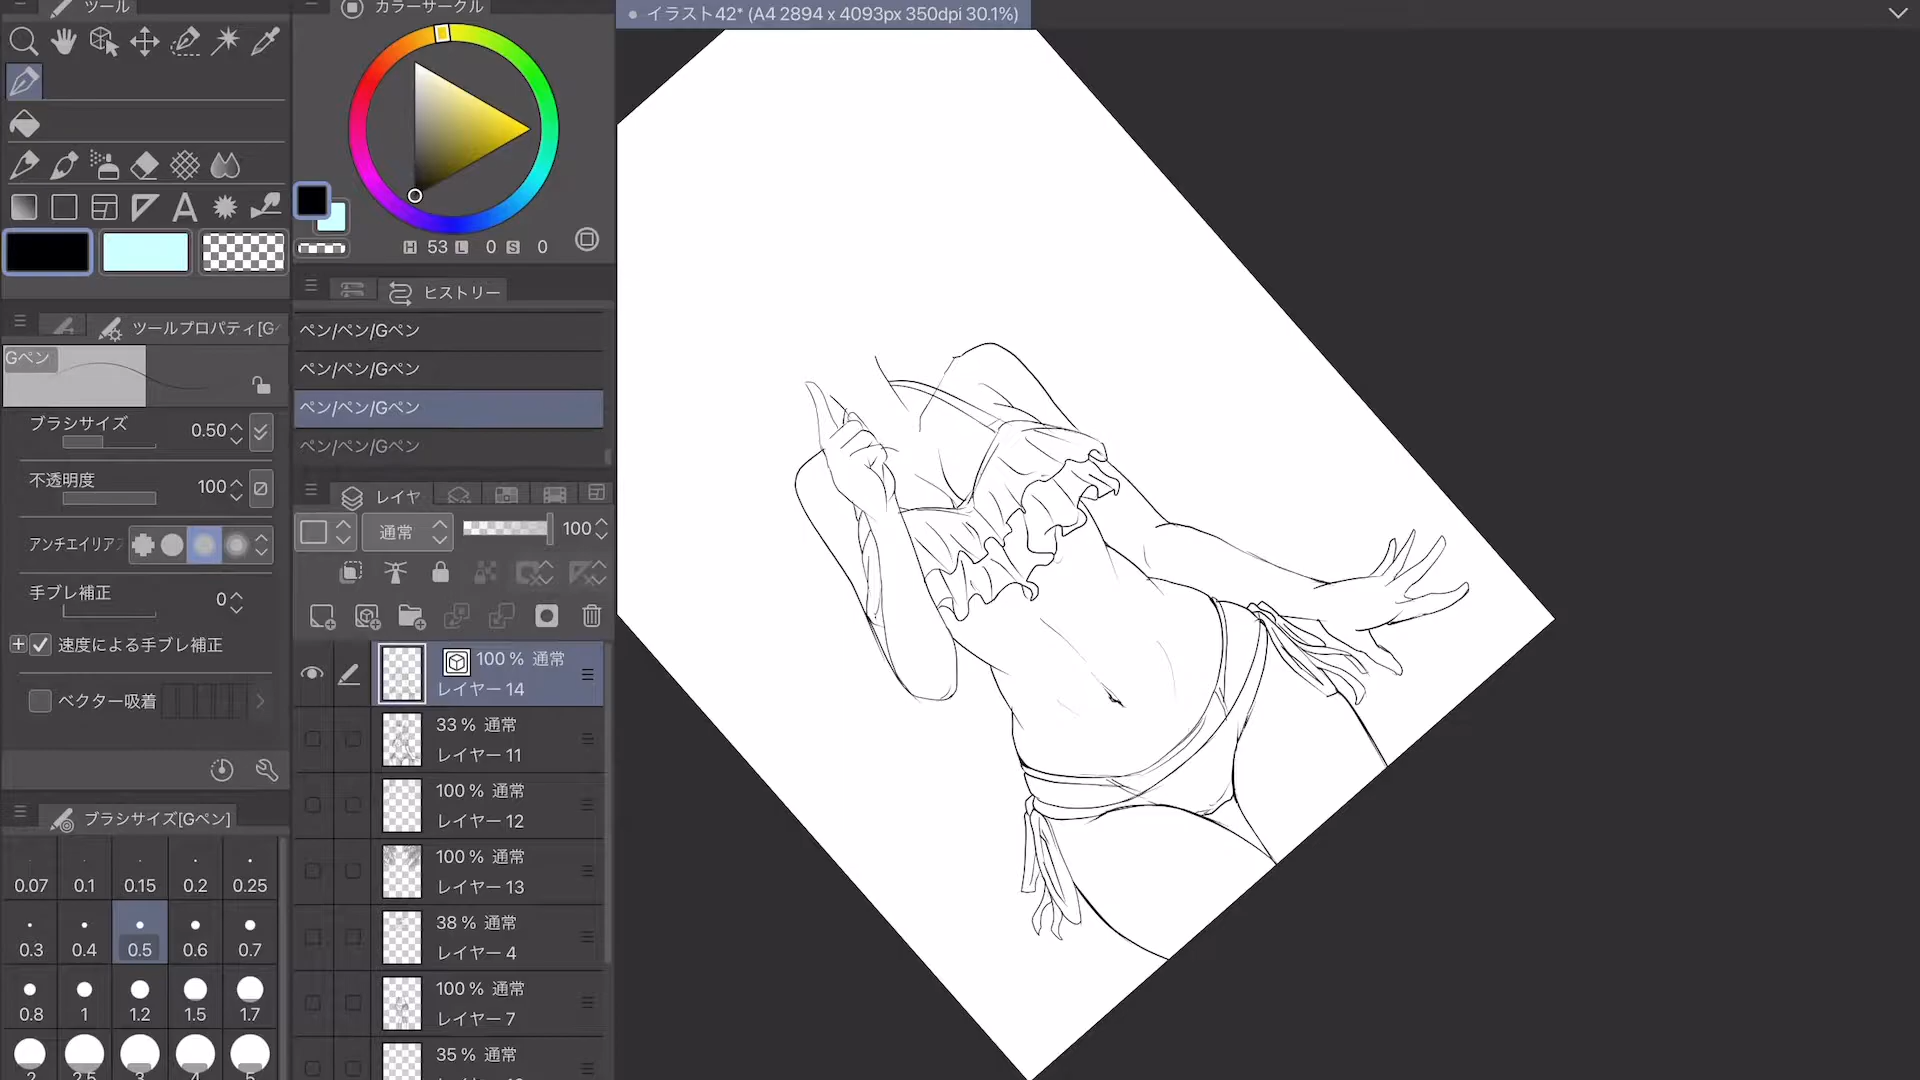 ツール
カラーサークル
イラスト42* (A4 2894 x 4093px 350dpi 30.1%)
H 53 L 0 S 0
ヒストリー
ペン/ペン/Gペン
ペン/ペン/Gペン
ペン/ペン/Gペン
ペン/ペン/Gペン
ツールプロパティ[G
Gペン
ブラシサイズ 0.50
不透明度 100
アンチエイリア
手ブレ補正 0
速度による手ブレ補正
ベクター吸着
ブラシサイズ[Gペン]
0.07 0.1 0.15 0.2 0.25
0.3 0.4 0.5 0.6 0.7
0.8 1 1.2 1.5 1.7
レイヤ
通常 100
100 % 通常
レイヤー 14
33 % 通常
レイヤー 11
100 % 通常
レイヤー 12
100 % 通常
レイヤー 13
38 % 通常
レイヤー 4
100 % 通常
レイヤー 7
35 % 通常